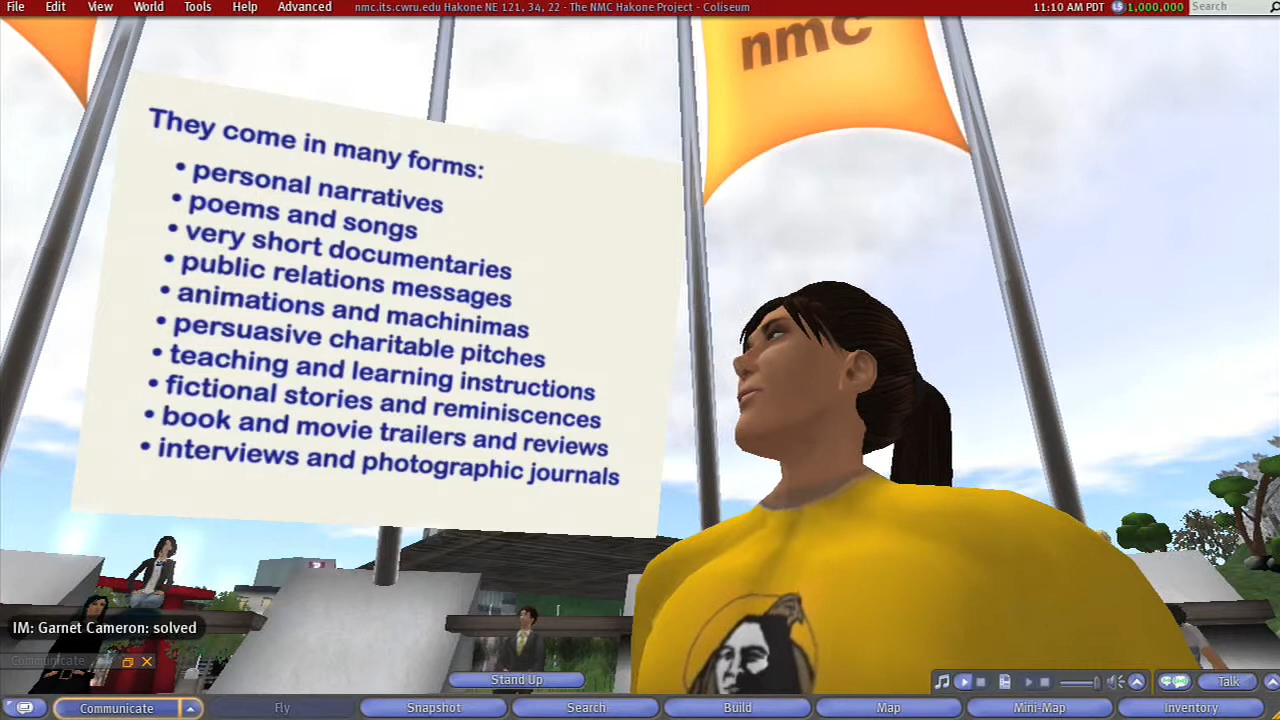 File Edit View World Tools Help Advanced nmc.its.cwru.edu Hakone NE 121, 34, 22 - The NMC Hakone Project - Coliseum 11:10 AM PDT L$ 1,000,000 Search
nmc
They come in many forms:
• personal narratives
• poems and songs
• very short documentaries
• public relations messages
• animations and machinimas
• persuasive charitable pitches
• teaching and learning instructions
• fictional stories and reminiscences
• book and movie trailers and reviews
• interviews and photographic journals
IM: Garnet Cameron: solved
Communicate
Stand Up
Talk
Communicate Fly Snapshot Search Build Map Mini-Map Inventory